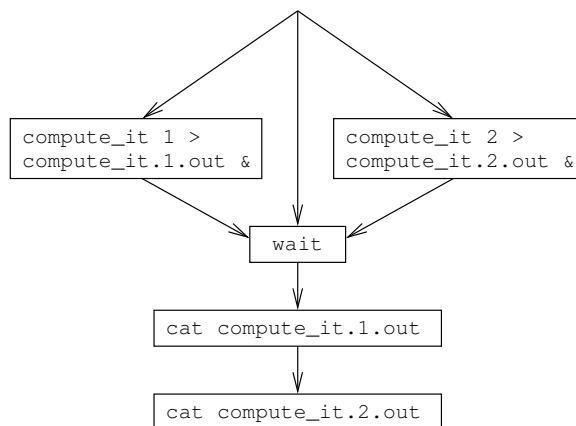 compute_it 1 >
compute_it.1.out &
compute_it 2 >
compute_it.2.out &
wait
cat compute_it.1.out
cat compute_it.2.out